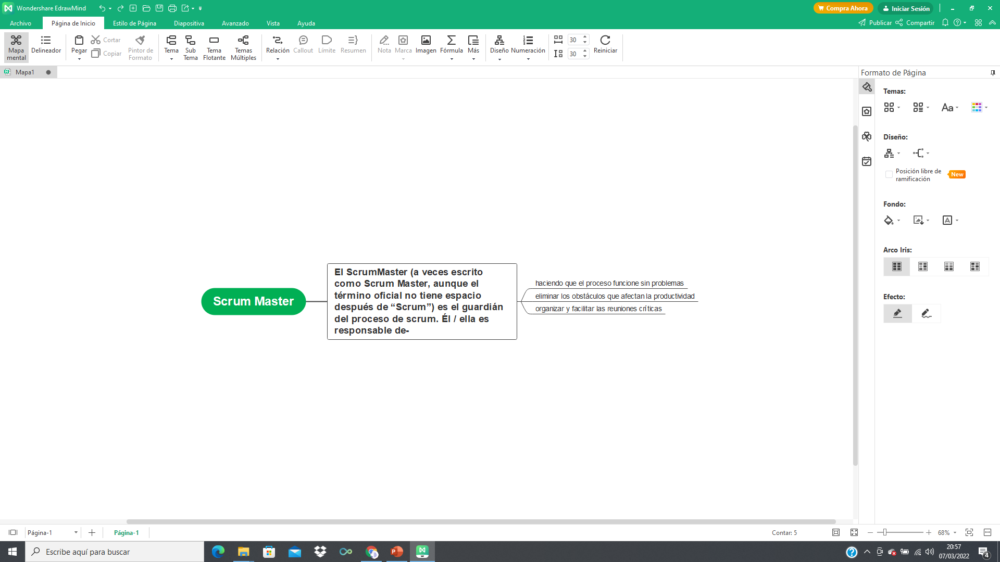 Wondershare EdrawMind
Compra Ahora
Iniciar Sesión
Archivo
Página de Inicio
Estilo de Página
Diapositiva
Avanzado
Vista
Ayuda
Publicar
Compartir
Mapa
mental
Delineador
Pegar
Cortar
Copiar
Pintor de
Formato
Tema
Sub
Tema
Tema
Flotante
Temas
Múltiples
Relación
Callout
Límite
Resumen
Nota
Marca
Imagen
Fórmula
Más
Diseño
Numeración
30
30
Reiniciar
Mapa1
Formato de Página
Temas:
Aa
Diseño:
Posición libre de
ramificación
New
Fondo:
Arco Iris:
Efecto:
Scrum Master
El ScrumMaster (a veces escrito
como Scrum Master, aunque el
término oficial no tiene espacio
después de “Scrum”) es el guardián
del proceso de scrum. Él / ella es
responsable de-
haciendo que el proceso funcione sin problemas
eliminar los obstáculos que afectan la productividad
organizar y facilitar las reuniones críticas
Página-1
Página-1
Contar: 5
68%
Escribe aquí para buscar
20:57
07/03/2022
4